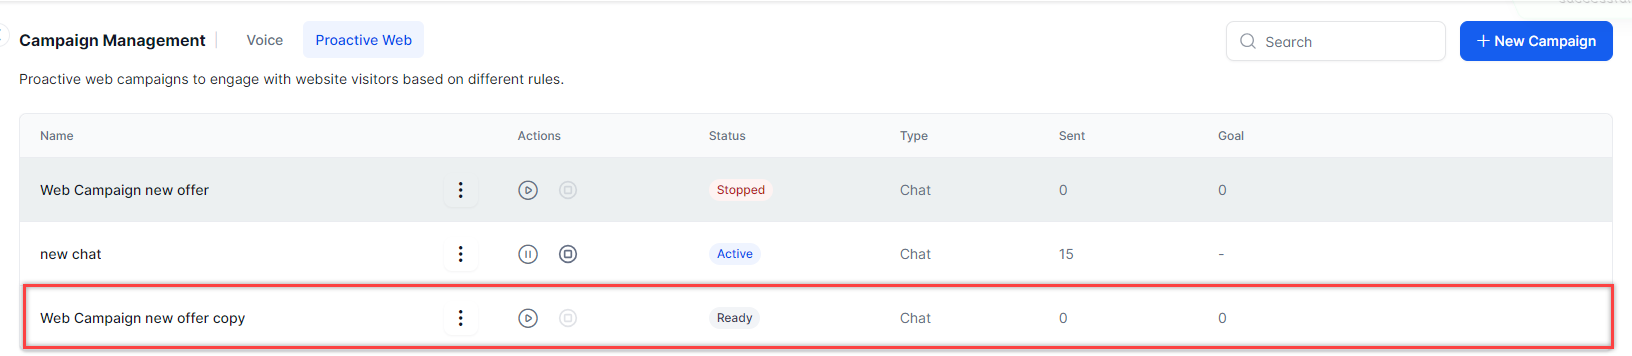 Campaign Management Voice Proactive Web Search + New Campaign
Proactive web campaigns to engage with website visitors based on different rules.
Name Actions Status Type Sent Goal
Web Campaign new offer Stopped Chat 0 0
new chat Active Chat 15 -
Web Campaign new offer copy Ready Chat 0 0